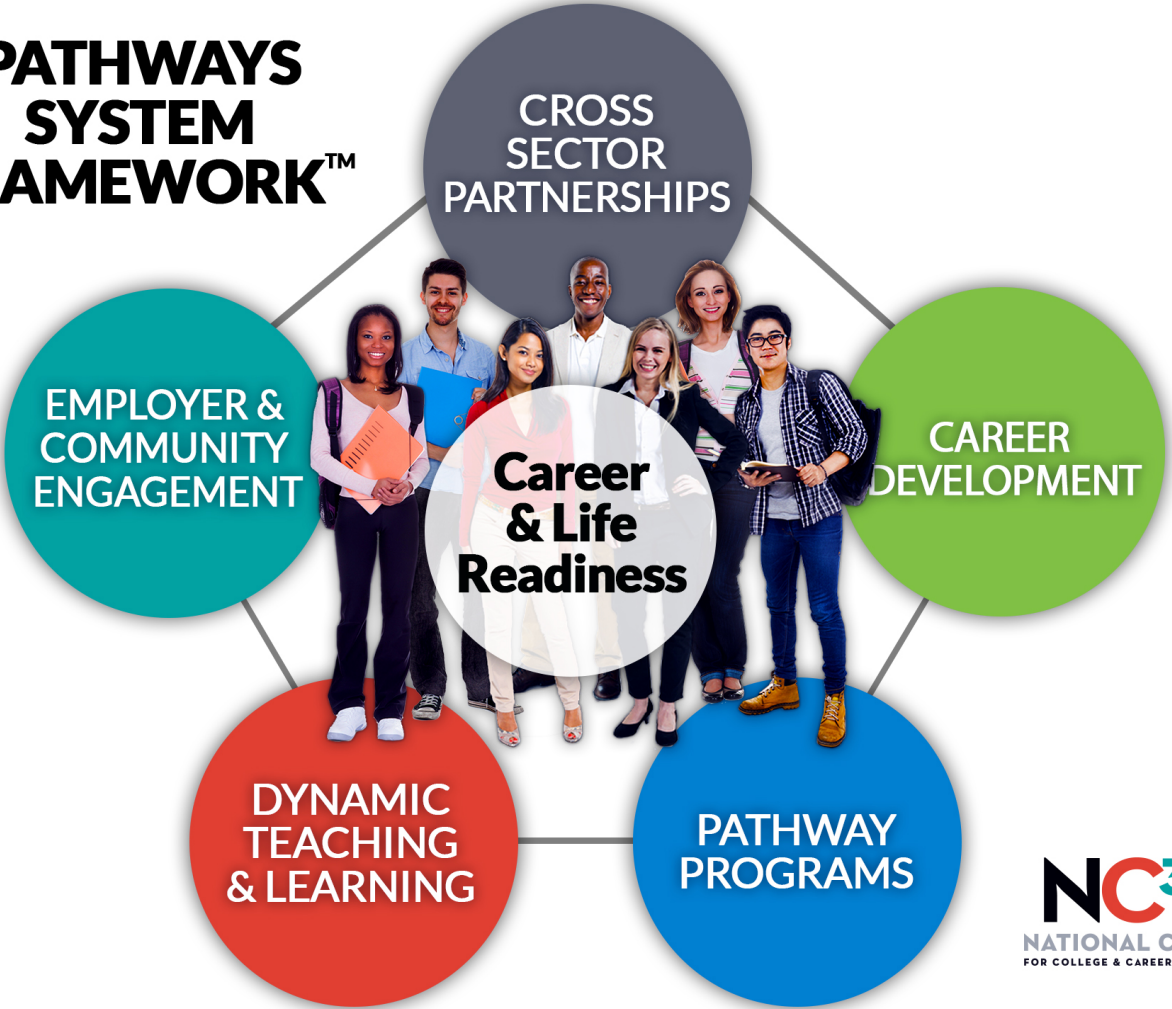 PATHWAYS
SYSTEM
AMEWORK™
CROSS
SECTOR
PARTNERSHIPS
EMPLOYER &
COMMUNITY
ENGAGEMENT
CAREER
DEVELOPMENT
Career
& Life
Readiness
DYNAMIC
TEACHING
& LEARNING
PATHWAY
PROGRAMS
NC3
NATIONAL C
FOR COLLEGE & CAREER